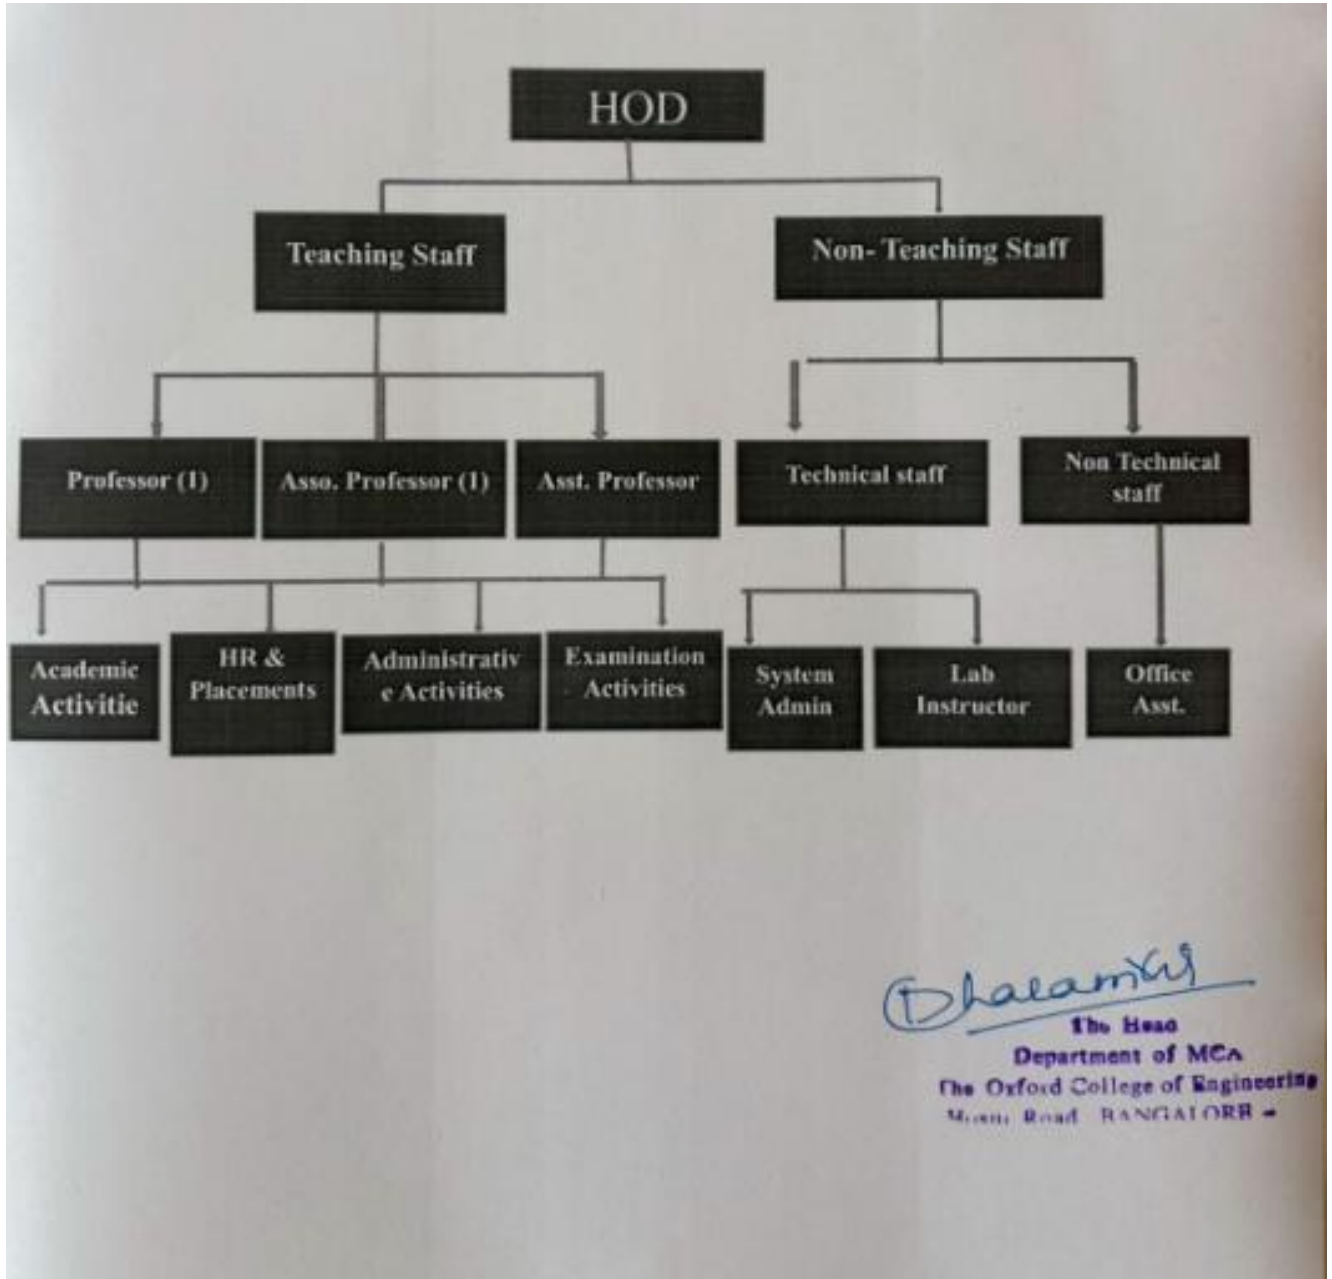 HOD
Teaching Staff
Non- Teaching Staff
Professor (1)
Asso. Professor (1)
Asst. Professor
Technical staff
Non Technical
staff
Academic
Activitie
HR &
Placements
Administrativ
e Activities
Examination
Activities
System
Admin
Lab
Instructor
Office
Asst.
The Head
Department of MCA
The Oxford College of Engineering
Road BANGALORE -